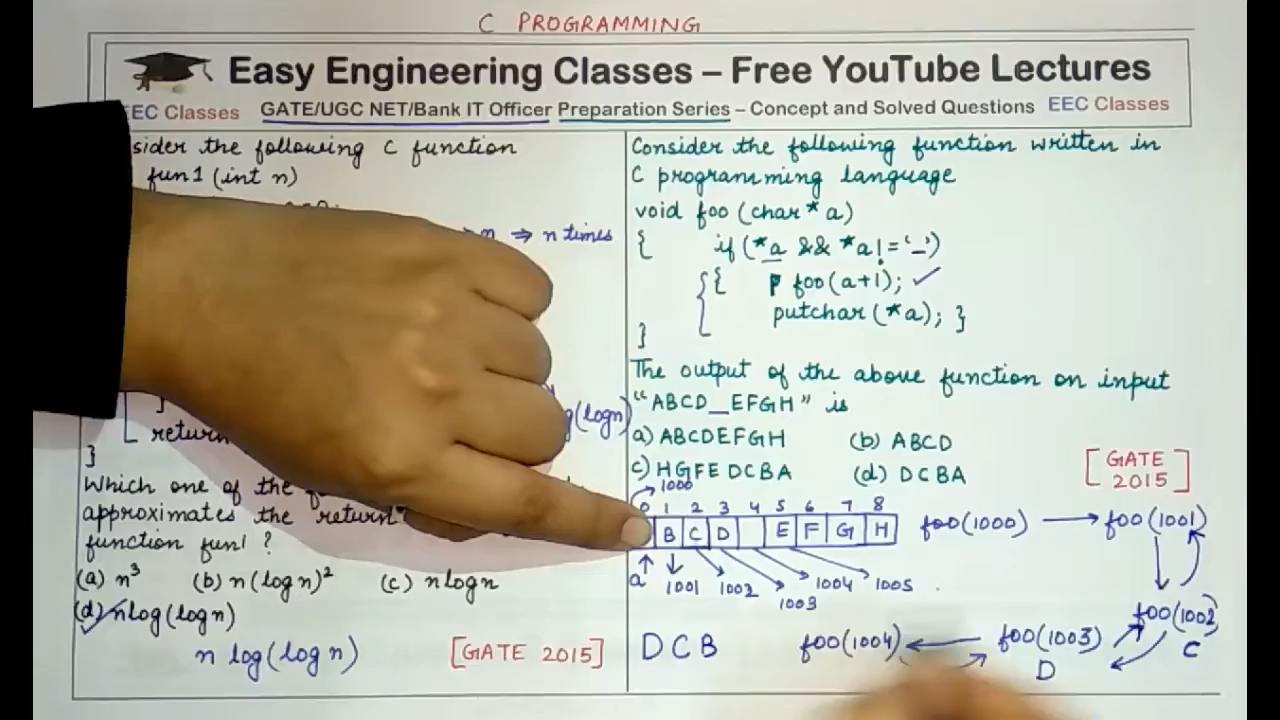 C PROGRAMMING
Easy Engineering Classes – Free YouTube Lectures
EEC Classes GATE/UGC NET/Bank IT Officer Preparation Series – Concept and Solved Questions EEC Classes
the following C function
fun1 (int n)
⇒ n times
(logn)
return
}
Which one of the
approximates the return
function fun1 ?
(a) n³ (b) n(log n)² (c) nlogn
(d) nlog(logn)
n log(log n) [GATE 2015]
Consider the following function written in
C programming language
void foo (char* a)
{ if (*a && *a!='_')
{ foo(a+1); ✓
putchar(*a); }
}
The output of the above function on input
"ABCD_EFGH" is
a) ABCDEFGH (b) ABCD
c) HGFEDCBA (d) DCBA
[GATE 2015]
1000
0 1 2 3 4 5 6 7 8
B C D E F G H foo(1000) → foo(1001)
a 1001 1002 1003 1004 1005
foo(1002)
C
D C B foo(1004) ← foo(1003)
D